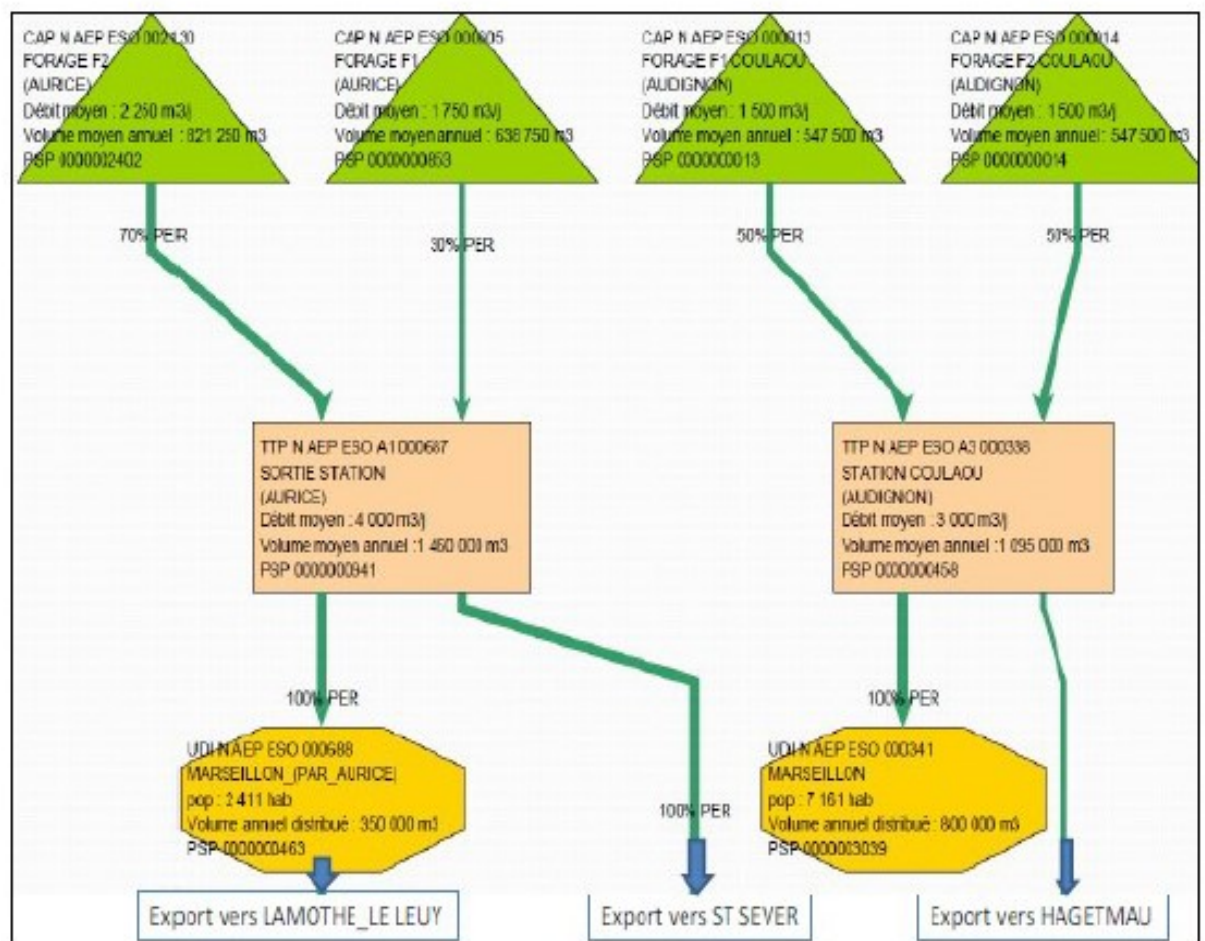 CAP N AEP ESO 002130
FORAGE F2
(AURICE)
Débit moyen : 2 250 m3/j
Volume moyen annuel : 821 250 m3
PSP 0000002402
CAP N AEP ESO 000605
FORAGE F1
(AURICE)
Débit moyen : 1 750 m3/j
Volume moyen annuel : 638 750 m3
PSP 0000000853
CAP N AEP ESO 000013
FORAGE F1 COULAOU
(AUDIGNON)
Débit moyen : 1 500 m3/j
Volume moyen annuel : 547 500 m3
PSP 0000000013
CAP N AEP ESO 000014
FORAGE F2 COULAOU
(AUDIGNON)
Débit moyen : 1 500 m3/j
Volume moyen annuel : 547 500 m3
PSP 0000000014
70% PER
30% PER
50% PER
50% PER
TTP N AEP ESO A1 000687
SORTIE STATION
(AURICE)
Débit moyen : 4 000 m3/j
Volume moyen annuel : 1 460 000 m3
PSP 0000000941
TTP N AEP ESO A3 000338
STATION COULAOU
(AUDIGNON)
Débit moyen : 3 000 m3/j
Volume moyen annuel : 1 095 000 m3
PSP 0000000458
100% PER
100% PER
UDI N AEP ESO 000688
MARSEILLON_(PAR_AURICE)
pop : 2 411 hab
Volume annuel distribué : 350 000 m3
PSP 0000000463
100% PER
UDI N AEP ESO 000341
MARSEILLON
pop : 7 161 hab
Volume annuel distribué : 800 000 m3
PSP 0000003039
Export vers LAMOTHE_LE LEUY
Export vers ST SEVER
Export vers HAGETMAU